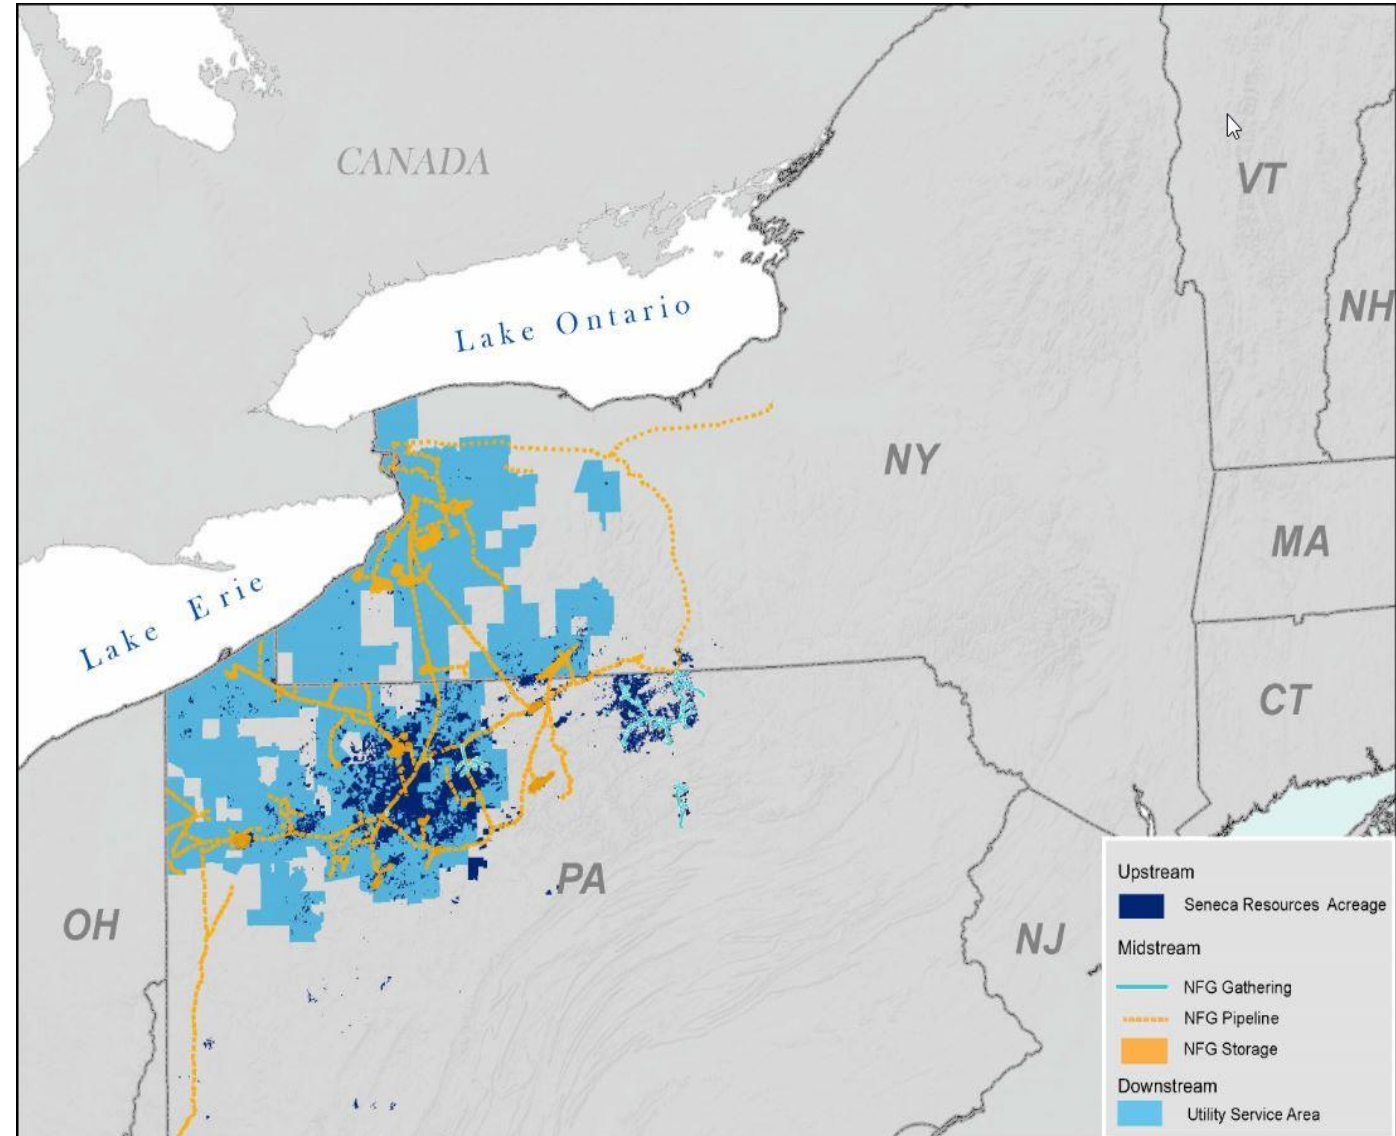 CANADA
VT
Lake Ontario
NH
NY
MA
Lake Erie
CT
PA
OH
NJ
Upstream
Seneca Resources Acreage
Midstream
NFG Gathering
NFG Pipeline
NFG Storage
Downstream
Utility Service Area